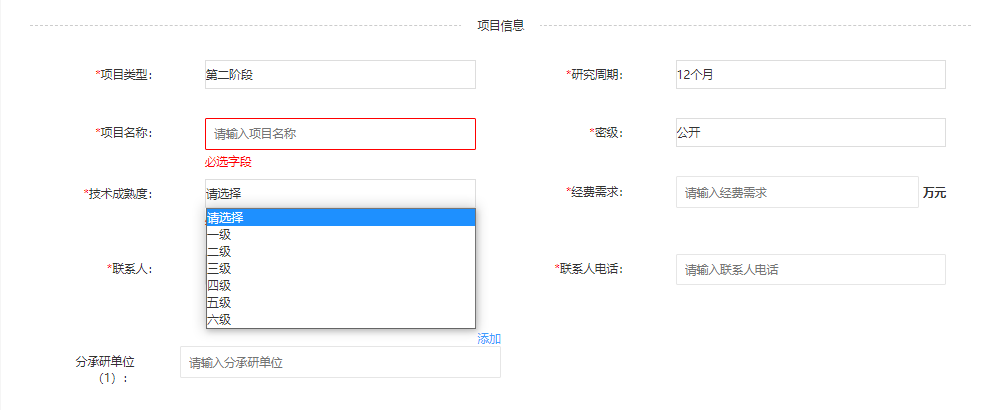 项目信息
*项目类型： 第二阶段 *研究周期： 12个月
*项目名称： 请输入项目名称 *密级： 公开
必选字段
*技术成熟度： 请选择 *经费需求： 请输入经费需求 万元
请选择
一级
二级
三级
四级
五级
六级
*联系人： *联系人电话： 请输入联系人电话
添加
分承研单位 请输入分承研单位
（1）：